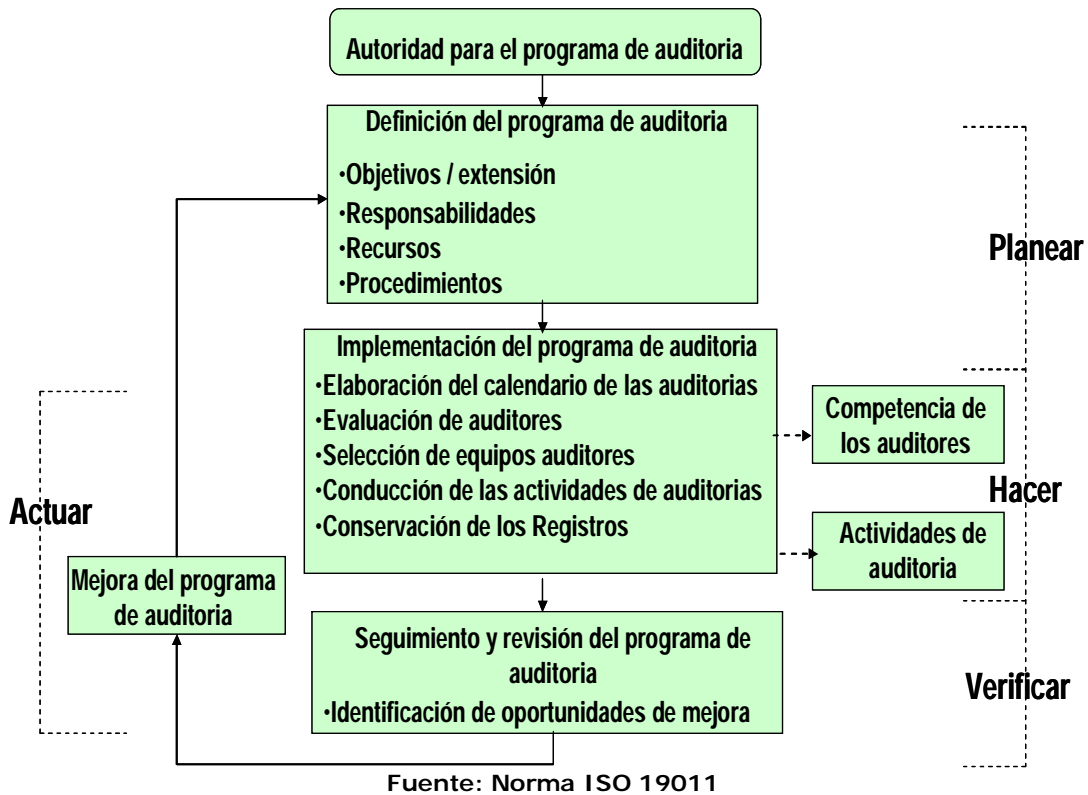 Autoridad para el programa de auditoria
Definición del programa de auditoria
•Objetivos / extensión
•Responsabilidades
•Recursos
•Procedimientos
Planear
Implementación del programa de auditoria
•Elaboración del calendario de las auditorias
•Evaluación de auditores
•Selección de equipos auditores
•Conducción de las actividades de auditorias
•Conservación de los Registros
Competencia de
los auditores
Hacer
Actividades de
auditoria
Actuar
Mejora del programa
de auditoria
Seguimiento y revisión del programa de
auditoria
•Identificación de oportunidades de mejora
Verificar
Fuente: Norma ISO 19011